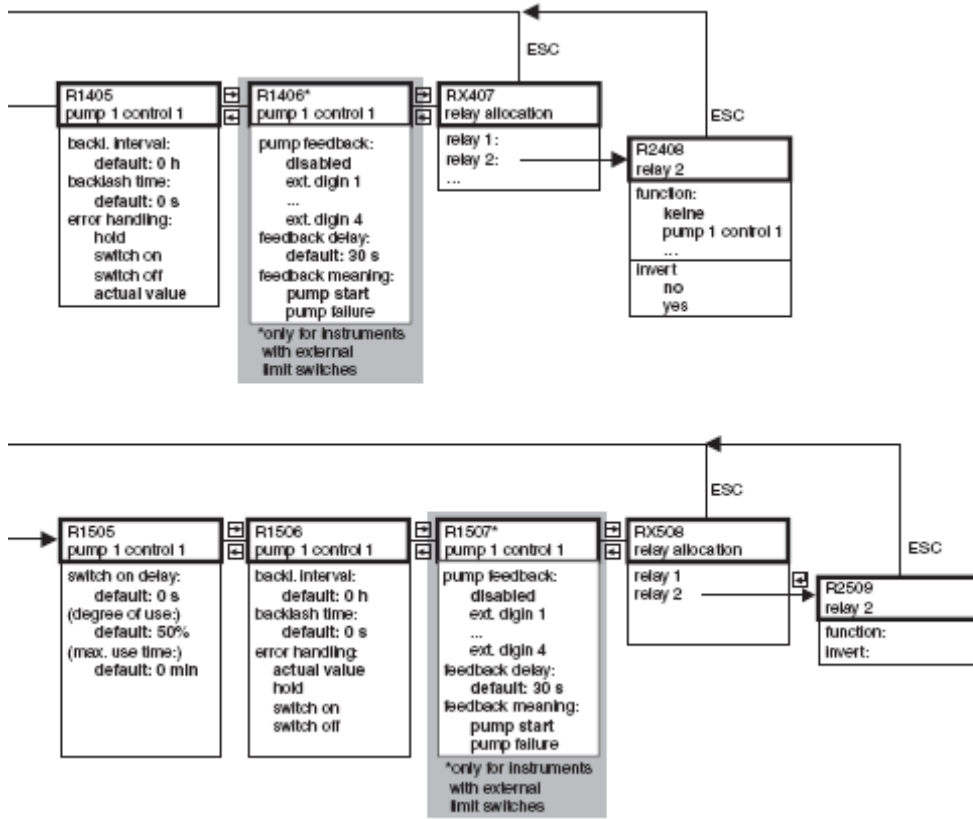 ESC
ESC
R1405
pump 1 control 1
backl. interval:
default: 0 h
backlash time:
default: 0 s
error handling:
hold
switch on
switch off
actual value
R1406*
pump 1 control 1
pump feedback:
disabled
ext. digin 1
...
ext. digin 4
feedback delay:
default: 30 s
feedback meaning:
pump start
pump failure
*only for instruments
with external
limit switches
RX407
relay allocation
relay 1:
relay 2:
...
R2408
relay 2
function:
keine
pump 1 control 1
...
invert
no
yes
ESC
ESC
R1505
pump 1 control 1
switch on delay:
default: 0 s
(degree of use:)
default: 50%
(max. use time:)
default: 0 min
R1506
pump 1 control 1
backl. interval:
default: 0 h
backlash time:
default: 0 s
error handling:
actual value
hold
switch on
switch off
R1507*
pump 1 control 1
pump feedback:
disabled
ext. digin 1
...
ext. digin 4
feedback delay:
default: 30 s
feedback meaning:
pump start
pump failure
*only for instruments
with external
limit switches
RX508
relay allocation
relay 1
relay 2
R2509
relay 2
function:
invert: